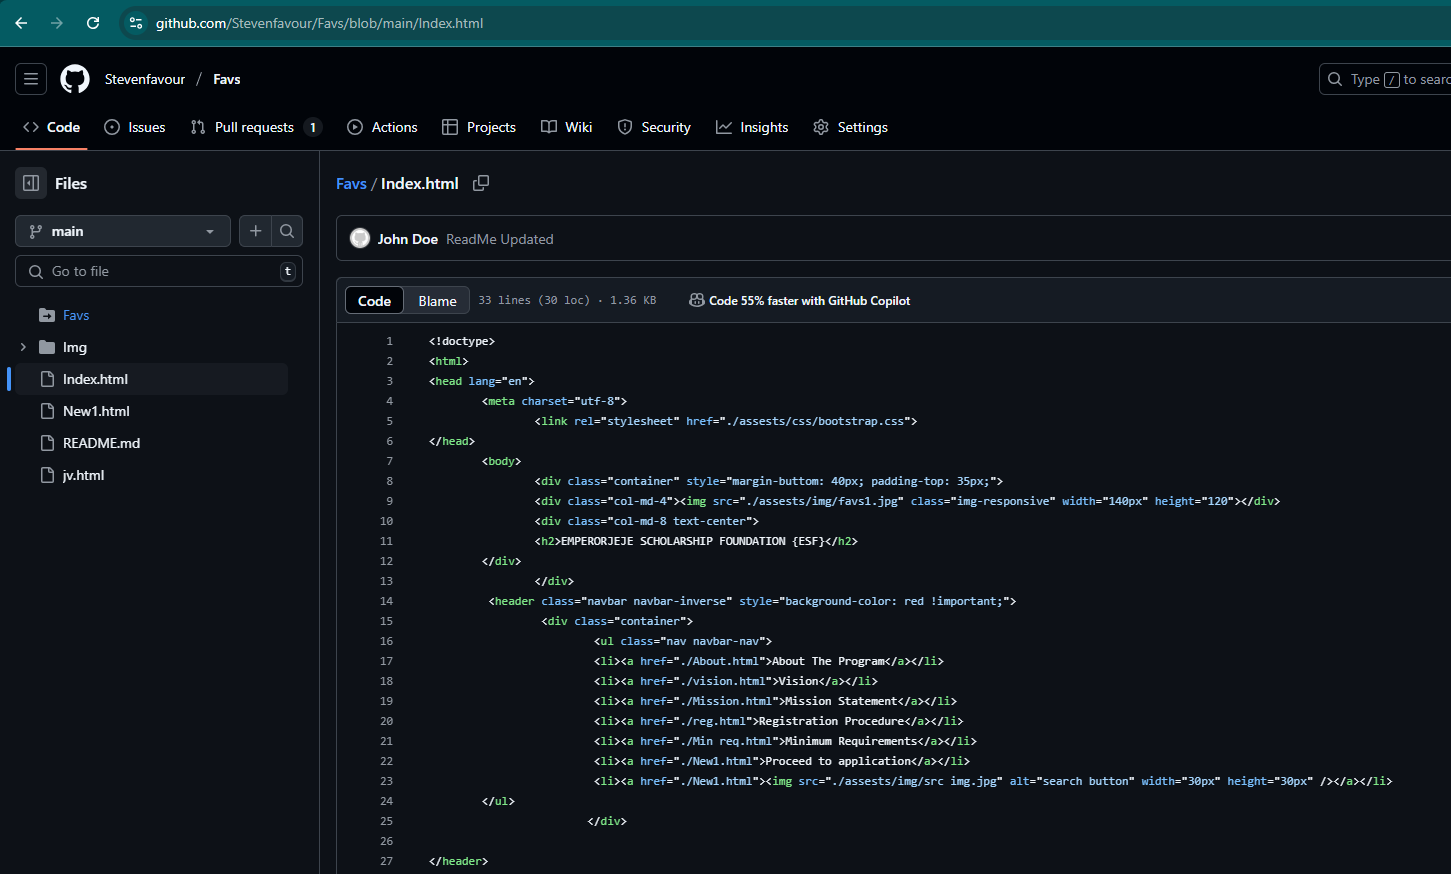 github.com/Stevenfavour/Favs/blob/main/Index.html
Stevenfavour / Favs
Type / to searc
Code Issues Pull requests 1 Actions Projects Wiki Security Insights Settings
Files
main
Go to file t
Favs
Img
Index.html
New1.html
README.md
jv.html
Favs / Index.html
John Doe ReadMe Updated
Code Blame 33 lines (30 loc) · 1.36 KB Code 55% faster with GitHub Copilot
1 <!doctype>
2 <html>
3 <head lang="en">
4 <meta charset="utf-8">
5 <link rel="stylesheet" href="./assests/css/bootstrap.css">
6 </head>
7 <body>
8 <div class="container" style="margin-buttom: 40px; padding-top: 35px;">
9 <div class="col-md-4"><img src="./assests/img/favs1.jpg" class="img-responsive" width="140px" height="120"></div>
10 <div class="col-md-8 text-center">
11 <h2>EMPERORJEJE SCHOLARSHIP FOUNDATION {ESF}</h2>
12 </div>
13 </div>
14 <header class="navbar navbar-inverse" style="background-color: red !important;">
15 <div class="container">
16 <ul class="nav navbar-nav">
17 <li><a href="./About.html">About The Program</a></li>
18 <li><a href="./vision.html">Vision</a></li>
19 <li><a href="./Mission.html">Mission Statement</a></li>
20 <li><a href="./reg.html">Registration Procedure</a></li>
21 <li><a href="./Min req.html">Minimum Requirements</a></li>
22 <li><a href="./New1.html">Proceed to application</a></li>
23 <li><a href="./New1.html"><img src="./assests/img/src img.jpg" alt="search button" width="30px" height="30px" /></a></li>
24 </ul>
25 </div>
26
27 </header>